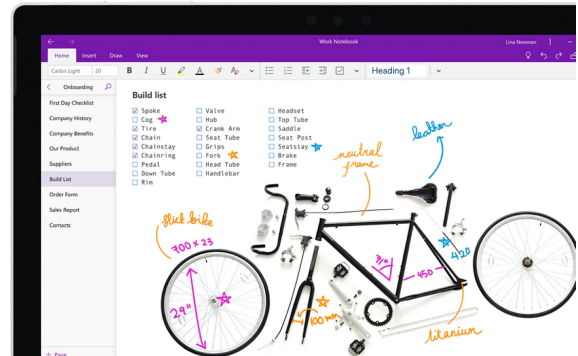 Work Notebook
Lina Newman
Home Insert Draw View
Calibri Light 20 B I U A Heading 1
Onboarding
First Day Checklist
Company History
Company Benefits
Our Product
Suppliers
Build List
Order Form
Sales Report
Contacts
+ Page
Build list
Spoke
Cog
Tire
Chain
Chainstay
Chainring
Pedal
Down Tube
Rim
Valve
Hub
Crank Arm
Seat Tube
Grips
Fork
Head Tube
Handlebar
Headset
Top Tube
Saddle
Seat Post
Seatstay
Brake
Frame
neutral
frame
leather
slick bike
700 x 23
29"
100 mm
71°
450
420
titanium